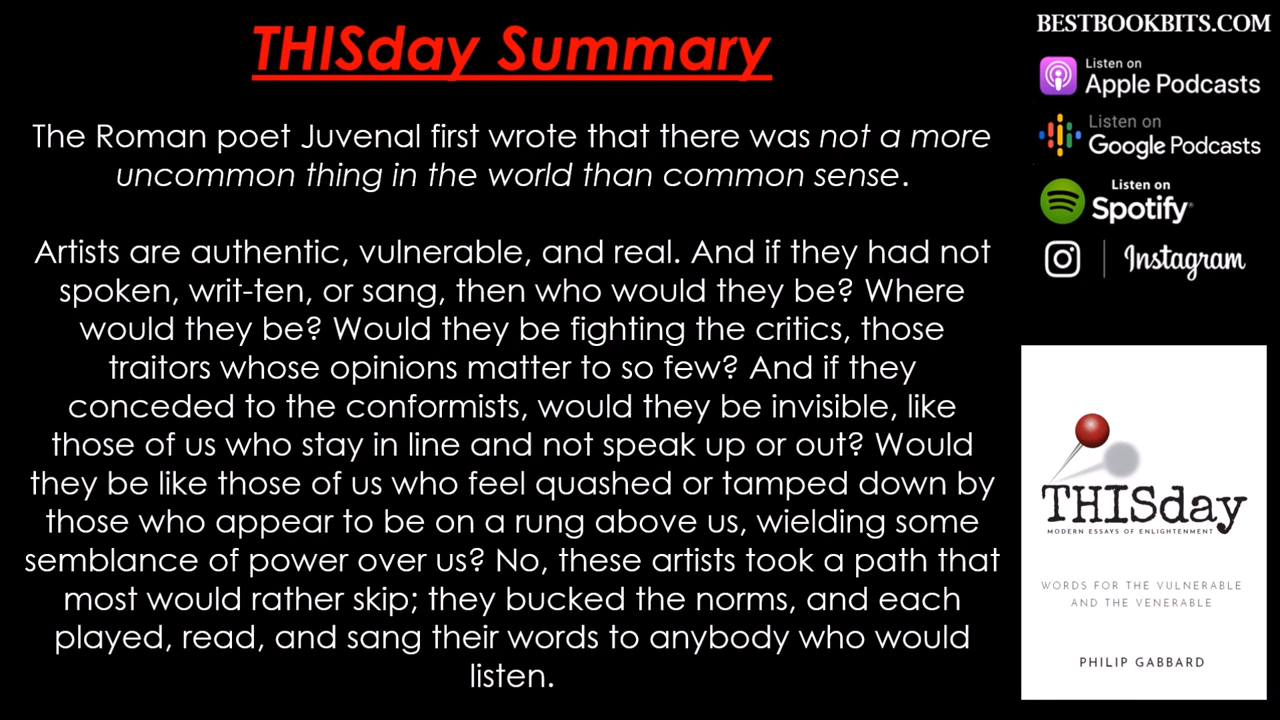 THISday Summary
The Roman poet Juvenal first wrote that there was not a more
uncommon thing in the world than common sense.
Artists are authentic, vulnerable, and real. And if they had not
spoken, writ-ten, or sang, then who would they be? Where
would they be? Would they be fighting the critics, those
traitors whose opinions matter to so few? And if they
conceded to the conformists, would they be invisible, like
those of us who stay in line and not speak up or out? Would
they be like those of us who feel quashed or tamped down by
those who appear to be on a rung above us, wielding some
semblance of power over us? No, these artists took a path that
most would rather skip; they bucked the norms, and each
played, read, and sang their words to anybody who would
listen.
BESTBOOKBITS.COM
Listen on
Apple Podcasts
Listen on
Google Podcasts
Listen on
Spotify
Instagram
THISday
MODERN ESSAYS OF ENLIGHTENMENT
WORDS FOR THE VULNERABLE
AND THE VENERABLE
PHILIP GABBARD